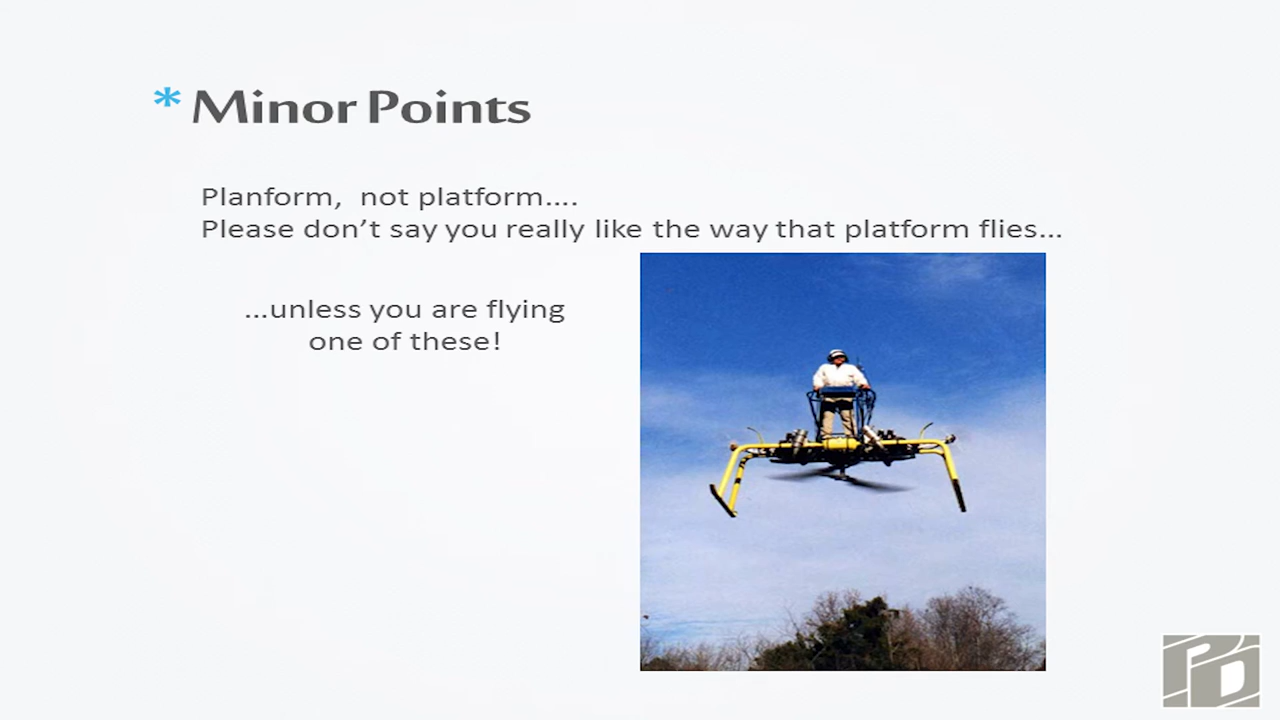 * Minor Points
Planform, not platform....
Please don't say you really like the way that platform flies...
...unless you are flying
one of these!
PD